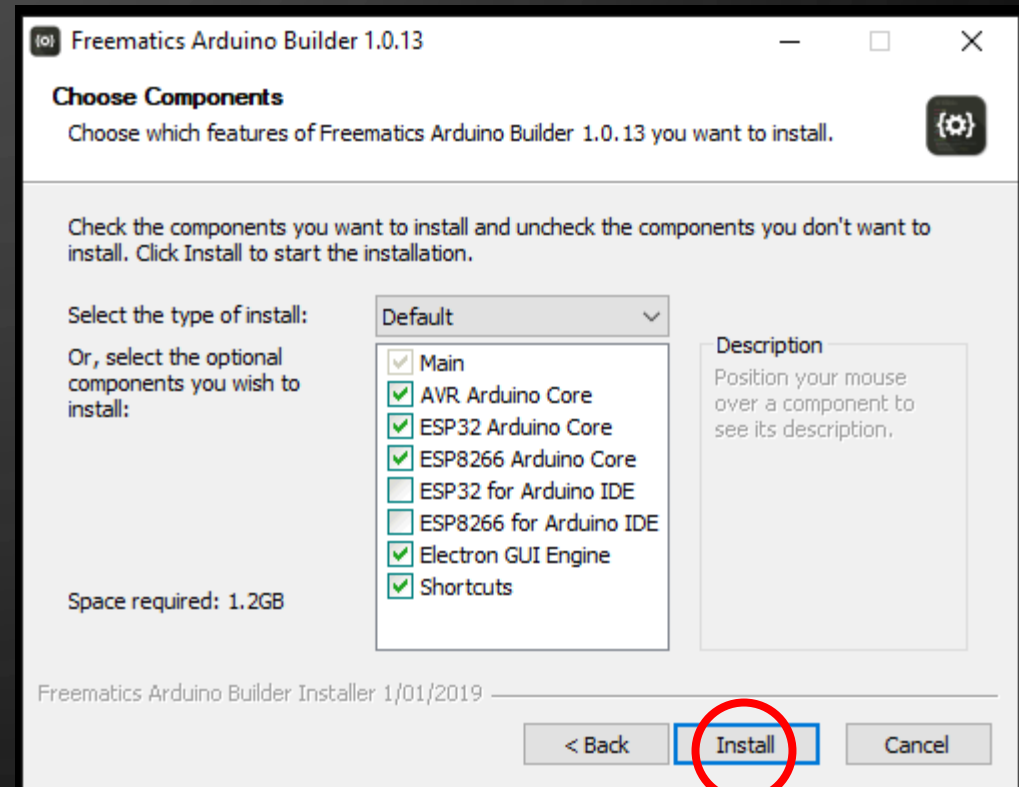 Freematics Arduino Builder 1.0.13
Choose Components
Choose which features of Freematics Arduino Builder 1.0.13 you want to install.
Check the components you want to install and uncheck the components you don't want to
install. Click Install to start the installation.
Select the type of install:
Default
Or, select the optional
components you wish to
install:
Main
AVR Arduino Core
ESP32 Arduino Core
ESP8266 Arduino Core
ESP32 for Arduino IDE
ESP8266 for Arduino IDE
Electron GUI Engine
Shortcuts
Description
Position your mouse
over a component to
see its description.
Space required: 1.2GB
Freematics Arduino Builder Installer 1/01/2019
< Back
Install
Cancel